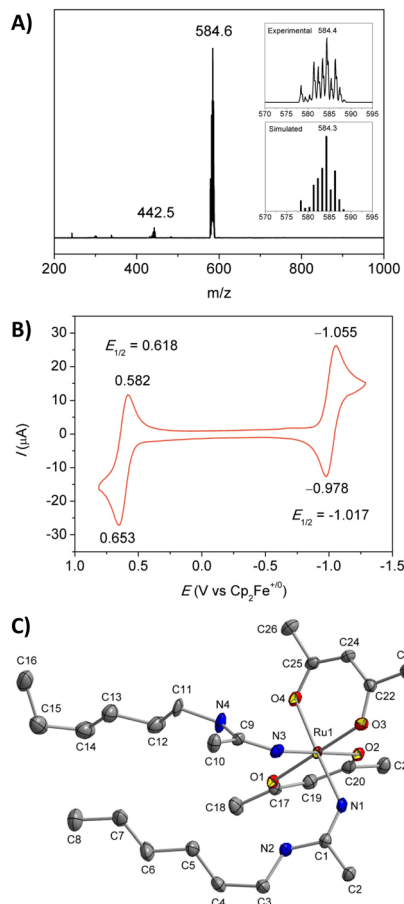 A)
584.6
442.5
Experimental 584.4
570 575 580 585 590 595
Simulated 584.3
570 575 580 585 590 595
200 400 600 800 1000
m/z
B)
30
20
10
0
-10
-20
-30
I (µA)
E1/2 = 0.618
0.582
0.653
−1.055
−0.978
E1/2 = -1.017
1.0 0.5 0.0 -0.5 -1.0 -1.5
E (V vs Cp2Fe+/0)
C)
C26
C24
C25
C22
C16
C11
C13
N4
O4
C15
C9
Ru1
O3
C14
C12
N3
O2
C10
O1
C20
C18
C17
C19
N1
C8
C7
N2
C1
C6
C5
C4
C3
C2